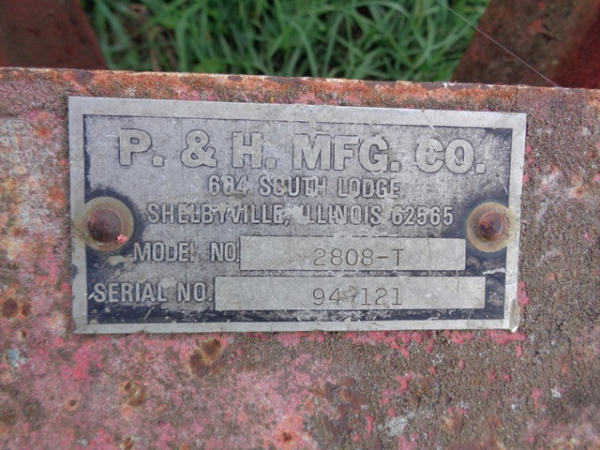 P. & H. MFG. CO.
604 SOUTH LODGE
SHELBYVILLE, ILLINOIS 62565
MODEL NO. 2808-T
SERIAL NO. 947121